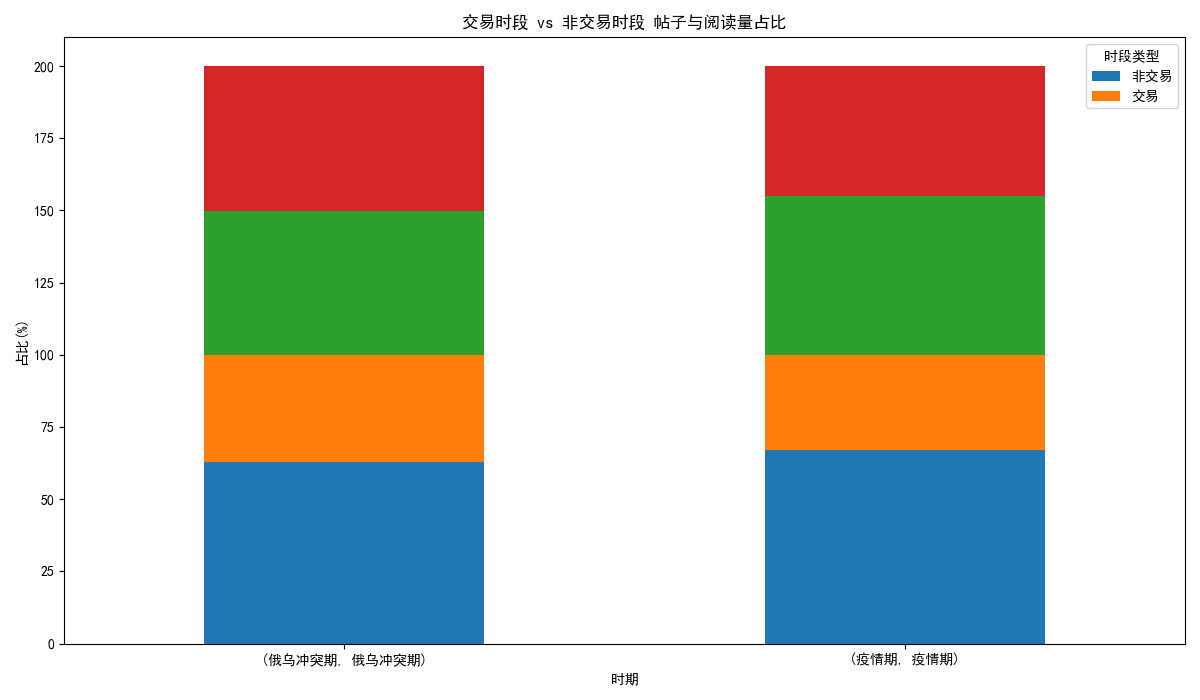 交易时段 vs 非交易时段 帖子与阅读量占比
时段类型
非交易
交易
占比(%)
200
175
150
125
100
75
50
25
0
(俄乌冲突期, 俄乌冲突期)
(疫情期, 疫情期)
时期